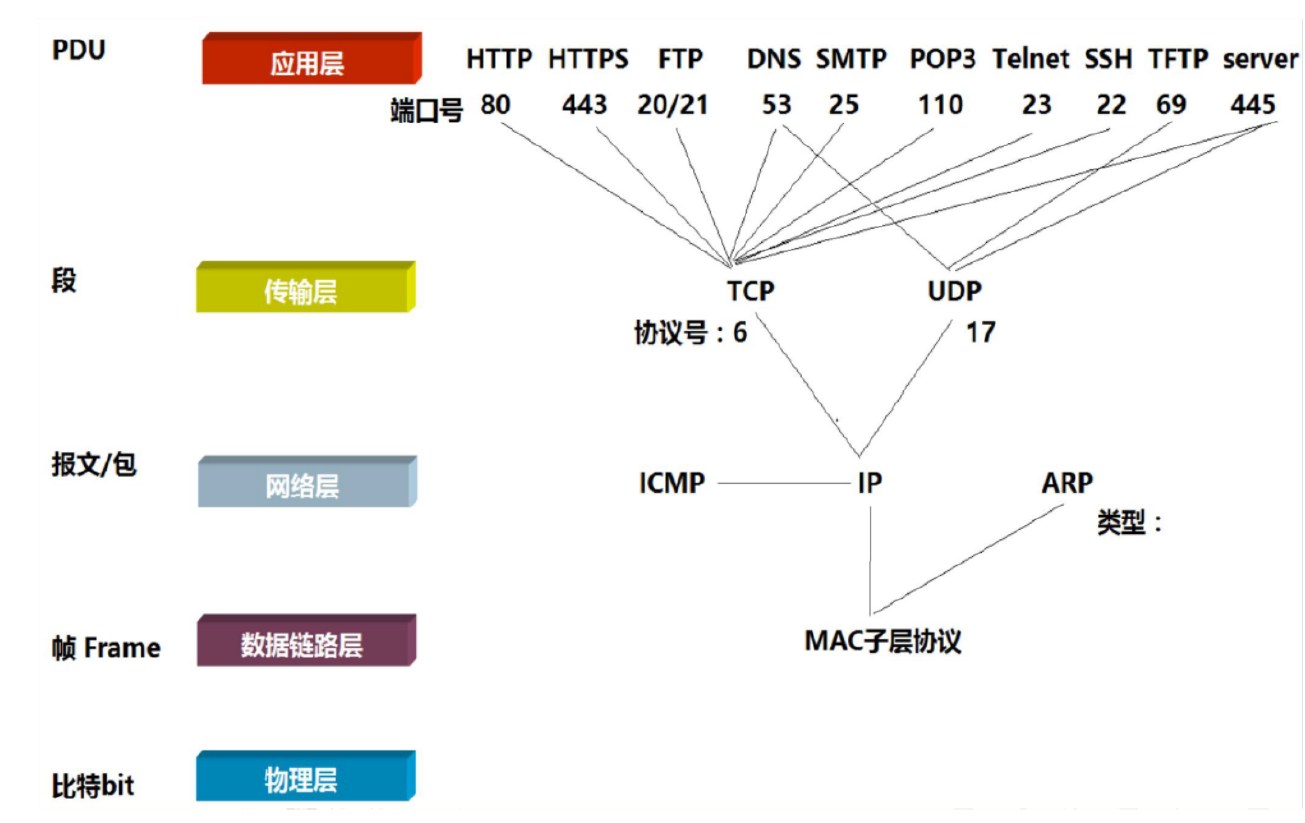 PDU 应用层 HTTP HTTPS FTP DNS SMTP POP3 Telnet SSH TFTP server
端口号 80 443 20/21 53 25 110 23 22 69 445
段 传输层 TCP UDP
协议号：6 17
报文/包 网络层 ICMP IP ARP
类型：
帧 Frame 数据链路层 MAC子层协议
比特bit 物理层